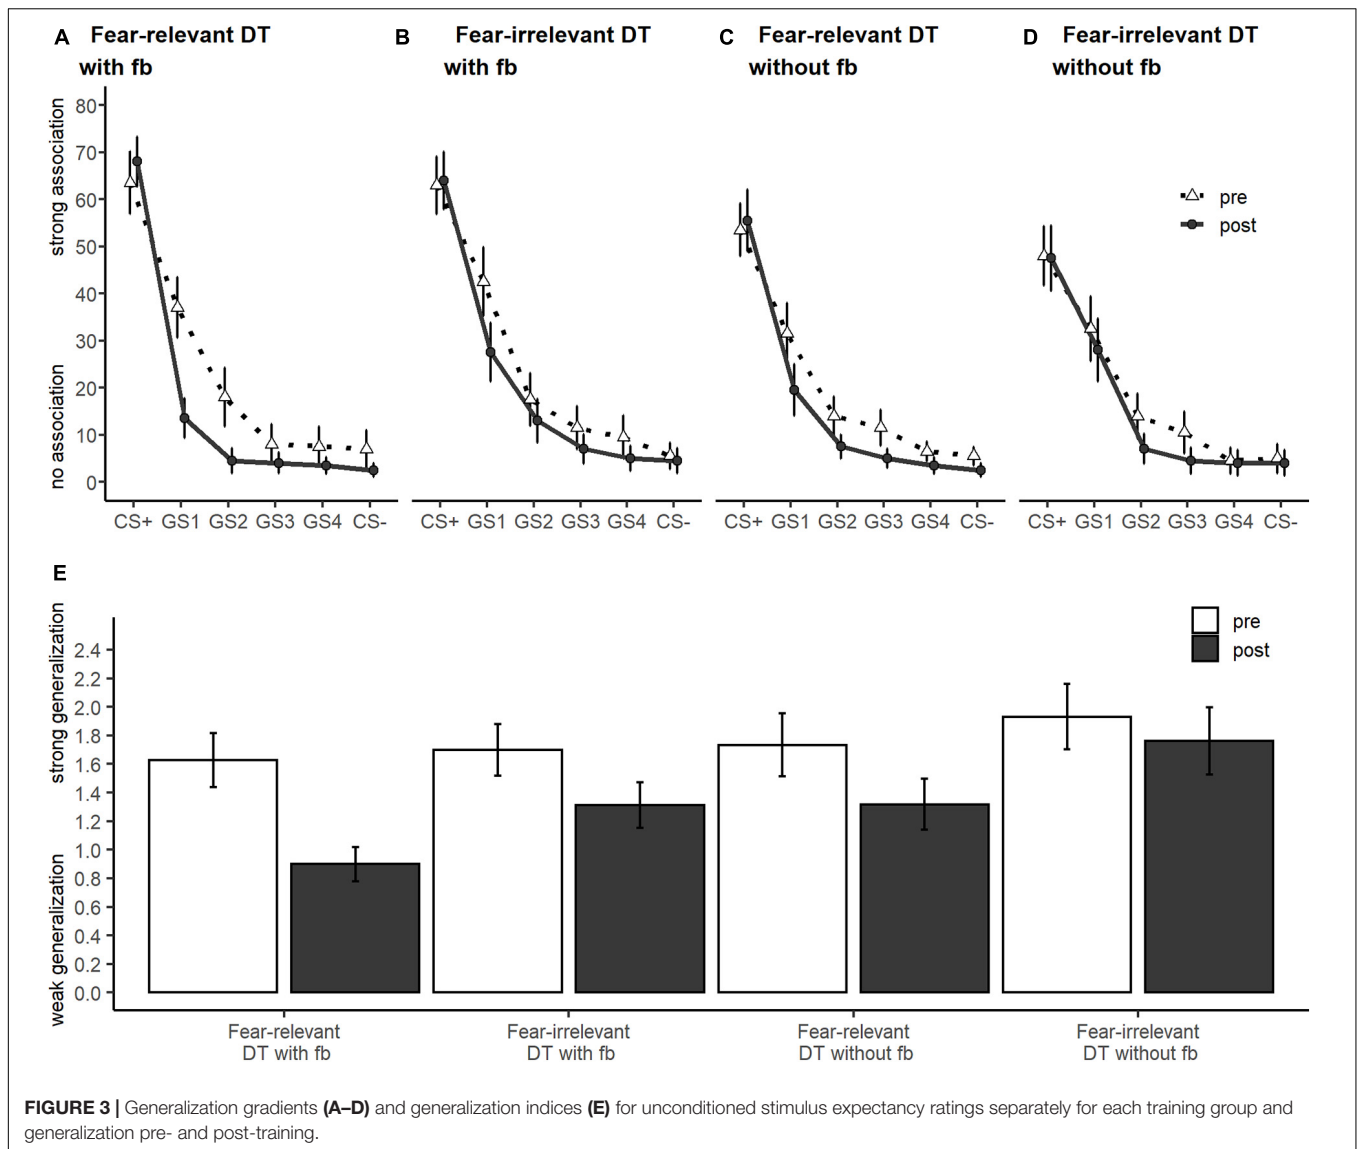 A Fear-relevant DT with fb
B Fear-irrelevant DT with fb
C Fear-relevant DT without fb
D Fear-irrelevant DT without fb
strong association
no association
80
70
60
50
40
30
20
10
0
pre
post
CS+ GS1 GS2 GS3 GS4 CS-
CS+ GS1 GS2 GS3 GS4 CS-
CS+ GS1 GS2 GS3 GS4 CS-
CS+ GS1 GS2 GS3 GS4 CS-
E
strong generalization
weak generalization
2.4
2.2
2.0
1.8
1.6
1.4
1.2
1.0
0.8
0.6
0.4
0.2
0.0
pre
post
Fear-relevant
DT with fb
Fear-irrelevant
DT with fb
Fear-relevant
DT without fb
Fear-irrelevant
DT without fb
FIGURE 3 | Generalization gradients (A–D) and generalization indices (E) for unconditioned stimulus expectancy ratings separately for each training group and
generalization pre- and post-training.